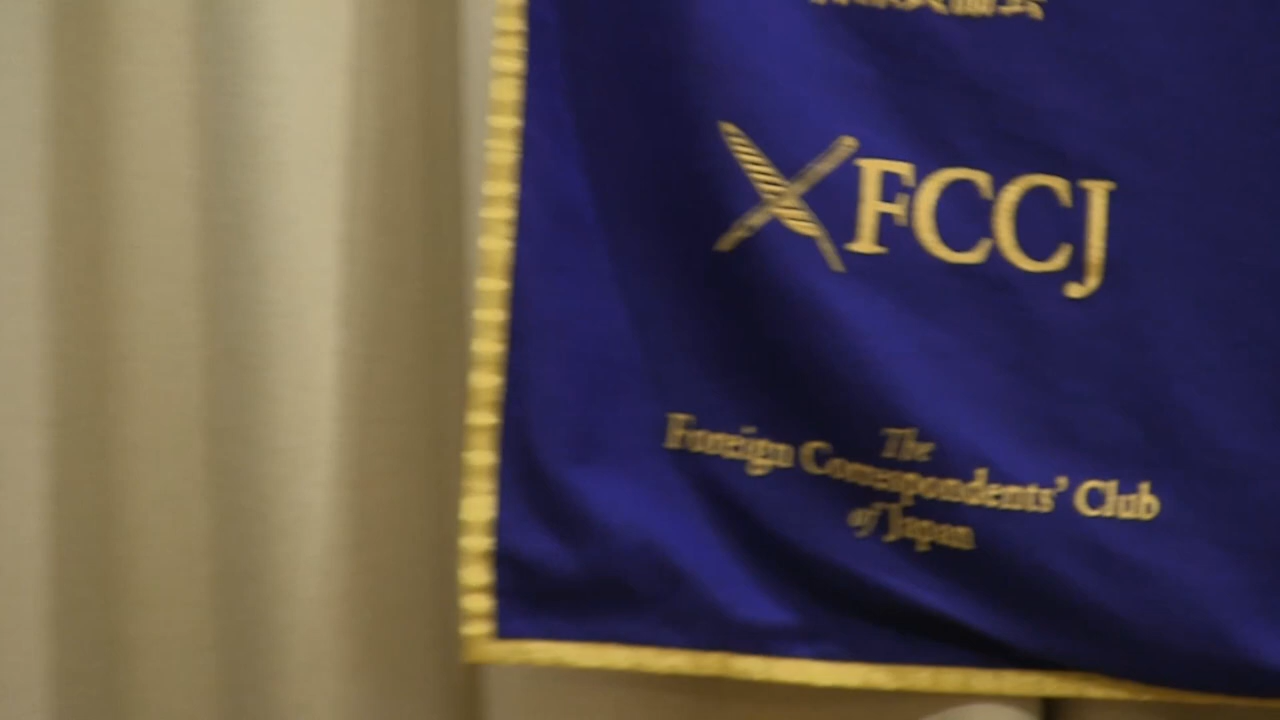 FCCJ
The
Foreign Correspondents' Club
of Japan